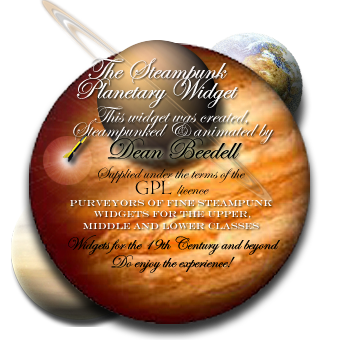 The Steampunk
Planetary Widget
This widget was created,
Steampunked & animated by
Dean Beedell
Supplied under the terms of the
GPL licence
PURVEYORS OF FINE STEAMPUNK
WIDGETS FOR THE UPPER,
MIDDLE AND LOWER CLASSES
Widgets for the 19th Century and beyond
Do enjoy the experience!